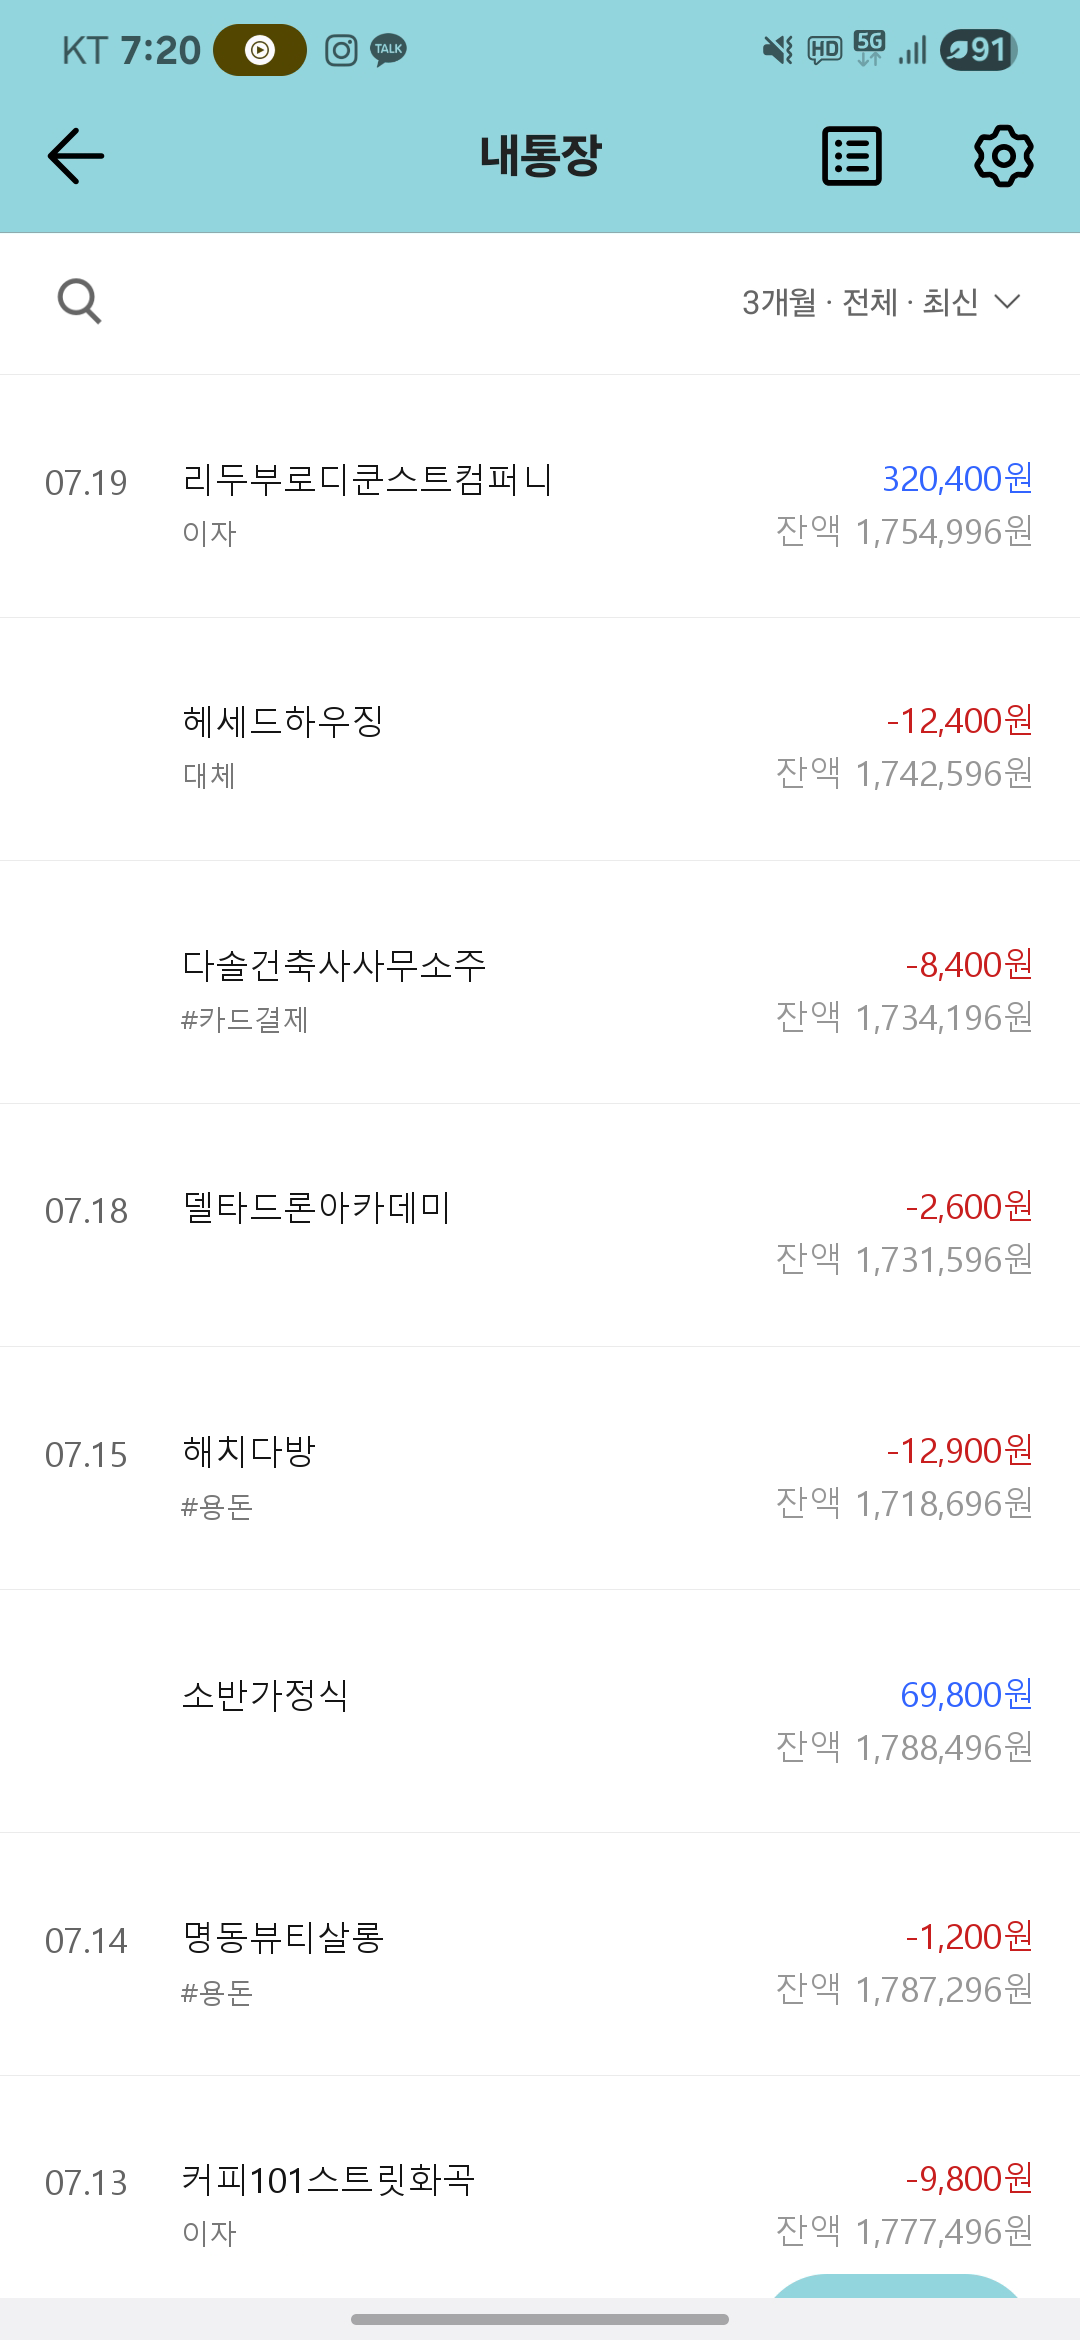 KT 7:20 TALK HD 5G 91
내통장
3개월 · 전체 · 최신
07.19 리두부로디쿤스트컴퍼니 320,400원
이자 잔액 1,754,996원
헤세드하우징 -12,400원
대체 잔액 1,742,596원
다솔건축사사무소주 -8,400원
#카드결제 잔액 1,734,196원
07.18 델타드론아카데미 -2,600원
잔액 1,731,596원
07.15 해치다방 -12,900원
#용돈 잔액 1,718,696원
소반가정식 69,800원
잔액 1,788,496원
07.14 명동뷰티살롱 -1,200원
#용돈 잔액 1,787,296원
07.13 커피101스트릿화곡 -9,800원
이자 잔액 1,777,496원